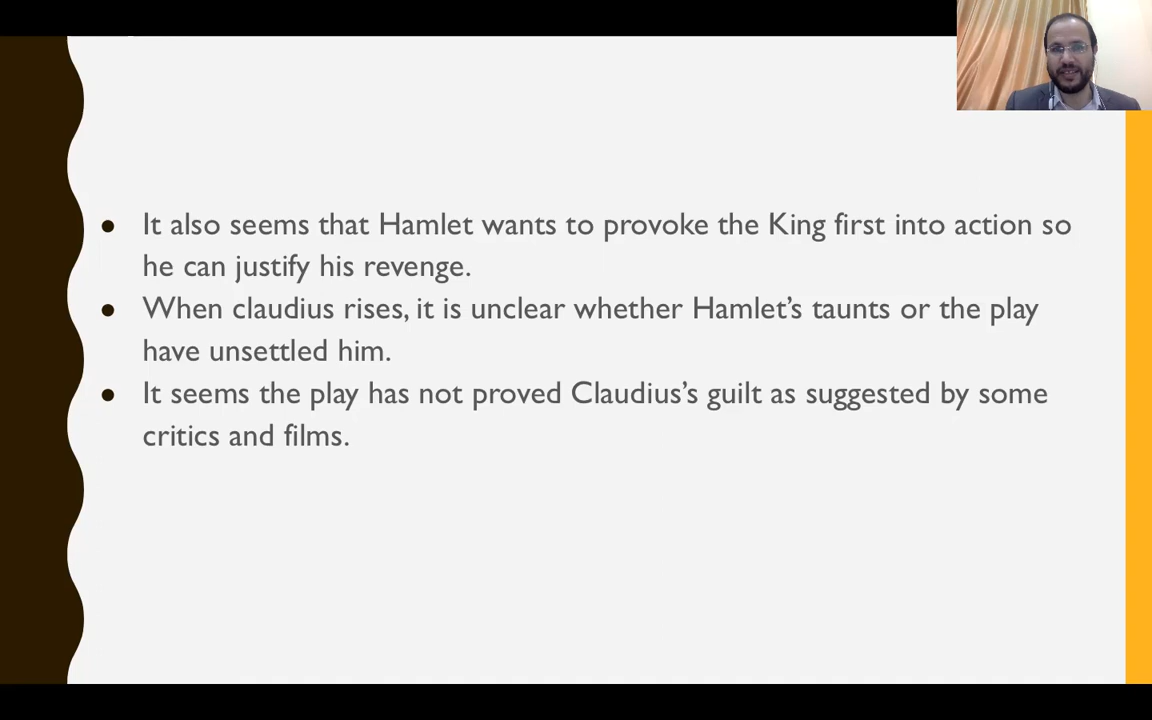 It also seems that Hamlet wants to provoke the King first into action so
he can justify his revenge.
When claudius rises, it is unclear whether Hamlet’s taunts or the play
have unsettled him.
It seems the play has not proved Claudius’s guilt as suggested by some
critics and films.